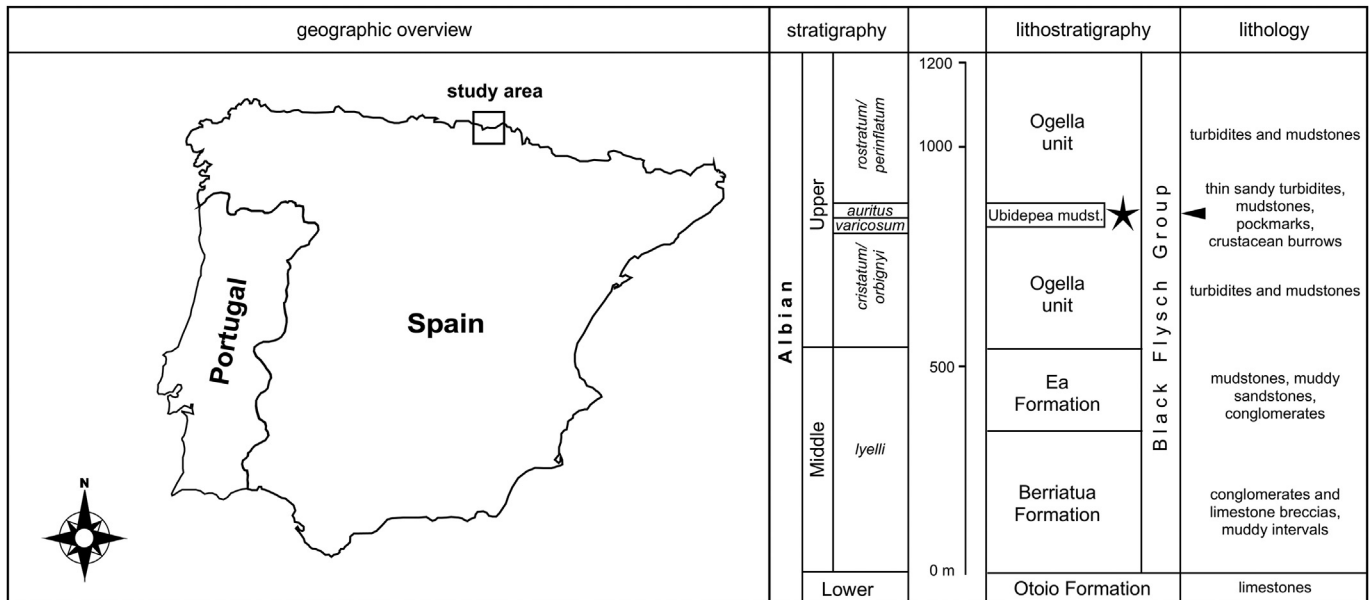 geographic overview
stratigraphy
lithostratigraphy
lithology
study area
Portugal
Spain
N
Albian
Upper
Middle
Lower
rostratum/
perinflatum
auritus
varicosum
cristatum/
orbignyi
lyelli
1200
1000
500
0 m
Ogella
unit
Ubidepea mudst.
Ogella
unit
Ea
Formation
Berriatua
Formation
Otoio Formation
Black Flysch Group
turbidites and mudstones
thin sandy turbidites,
mudstones,
pockmarks,
crustacean burrows
turbidites and mudstones
mudstones, muddy
sandstones,
conglomerates
conglomerates and
limestone breccias,
muddy intervals
limestones